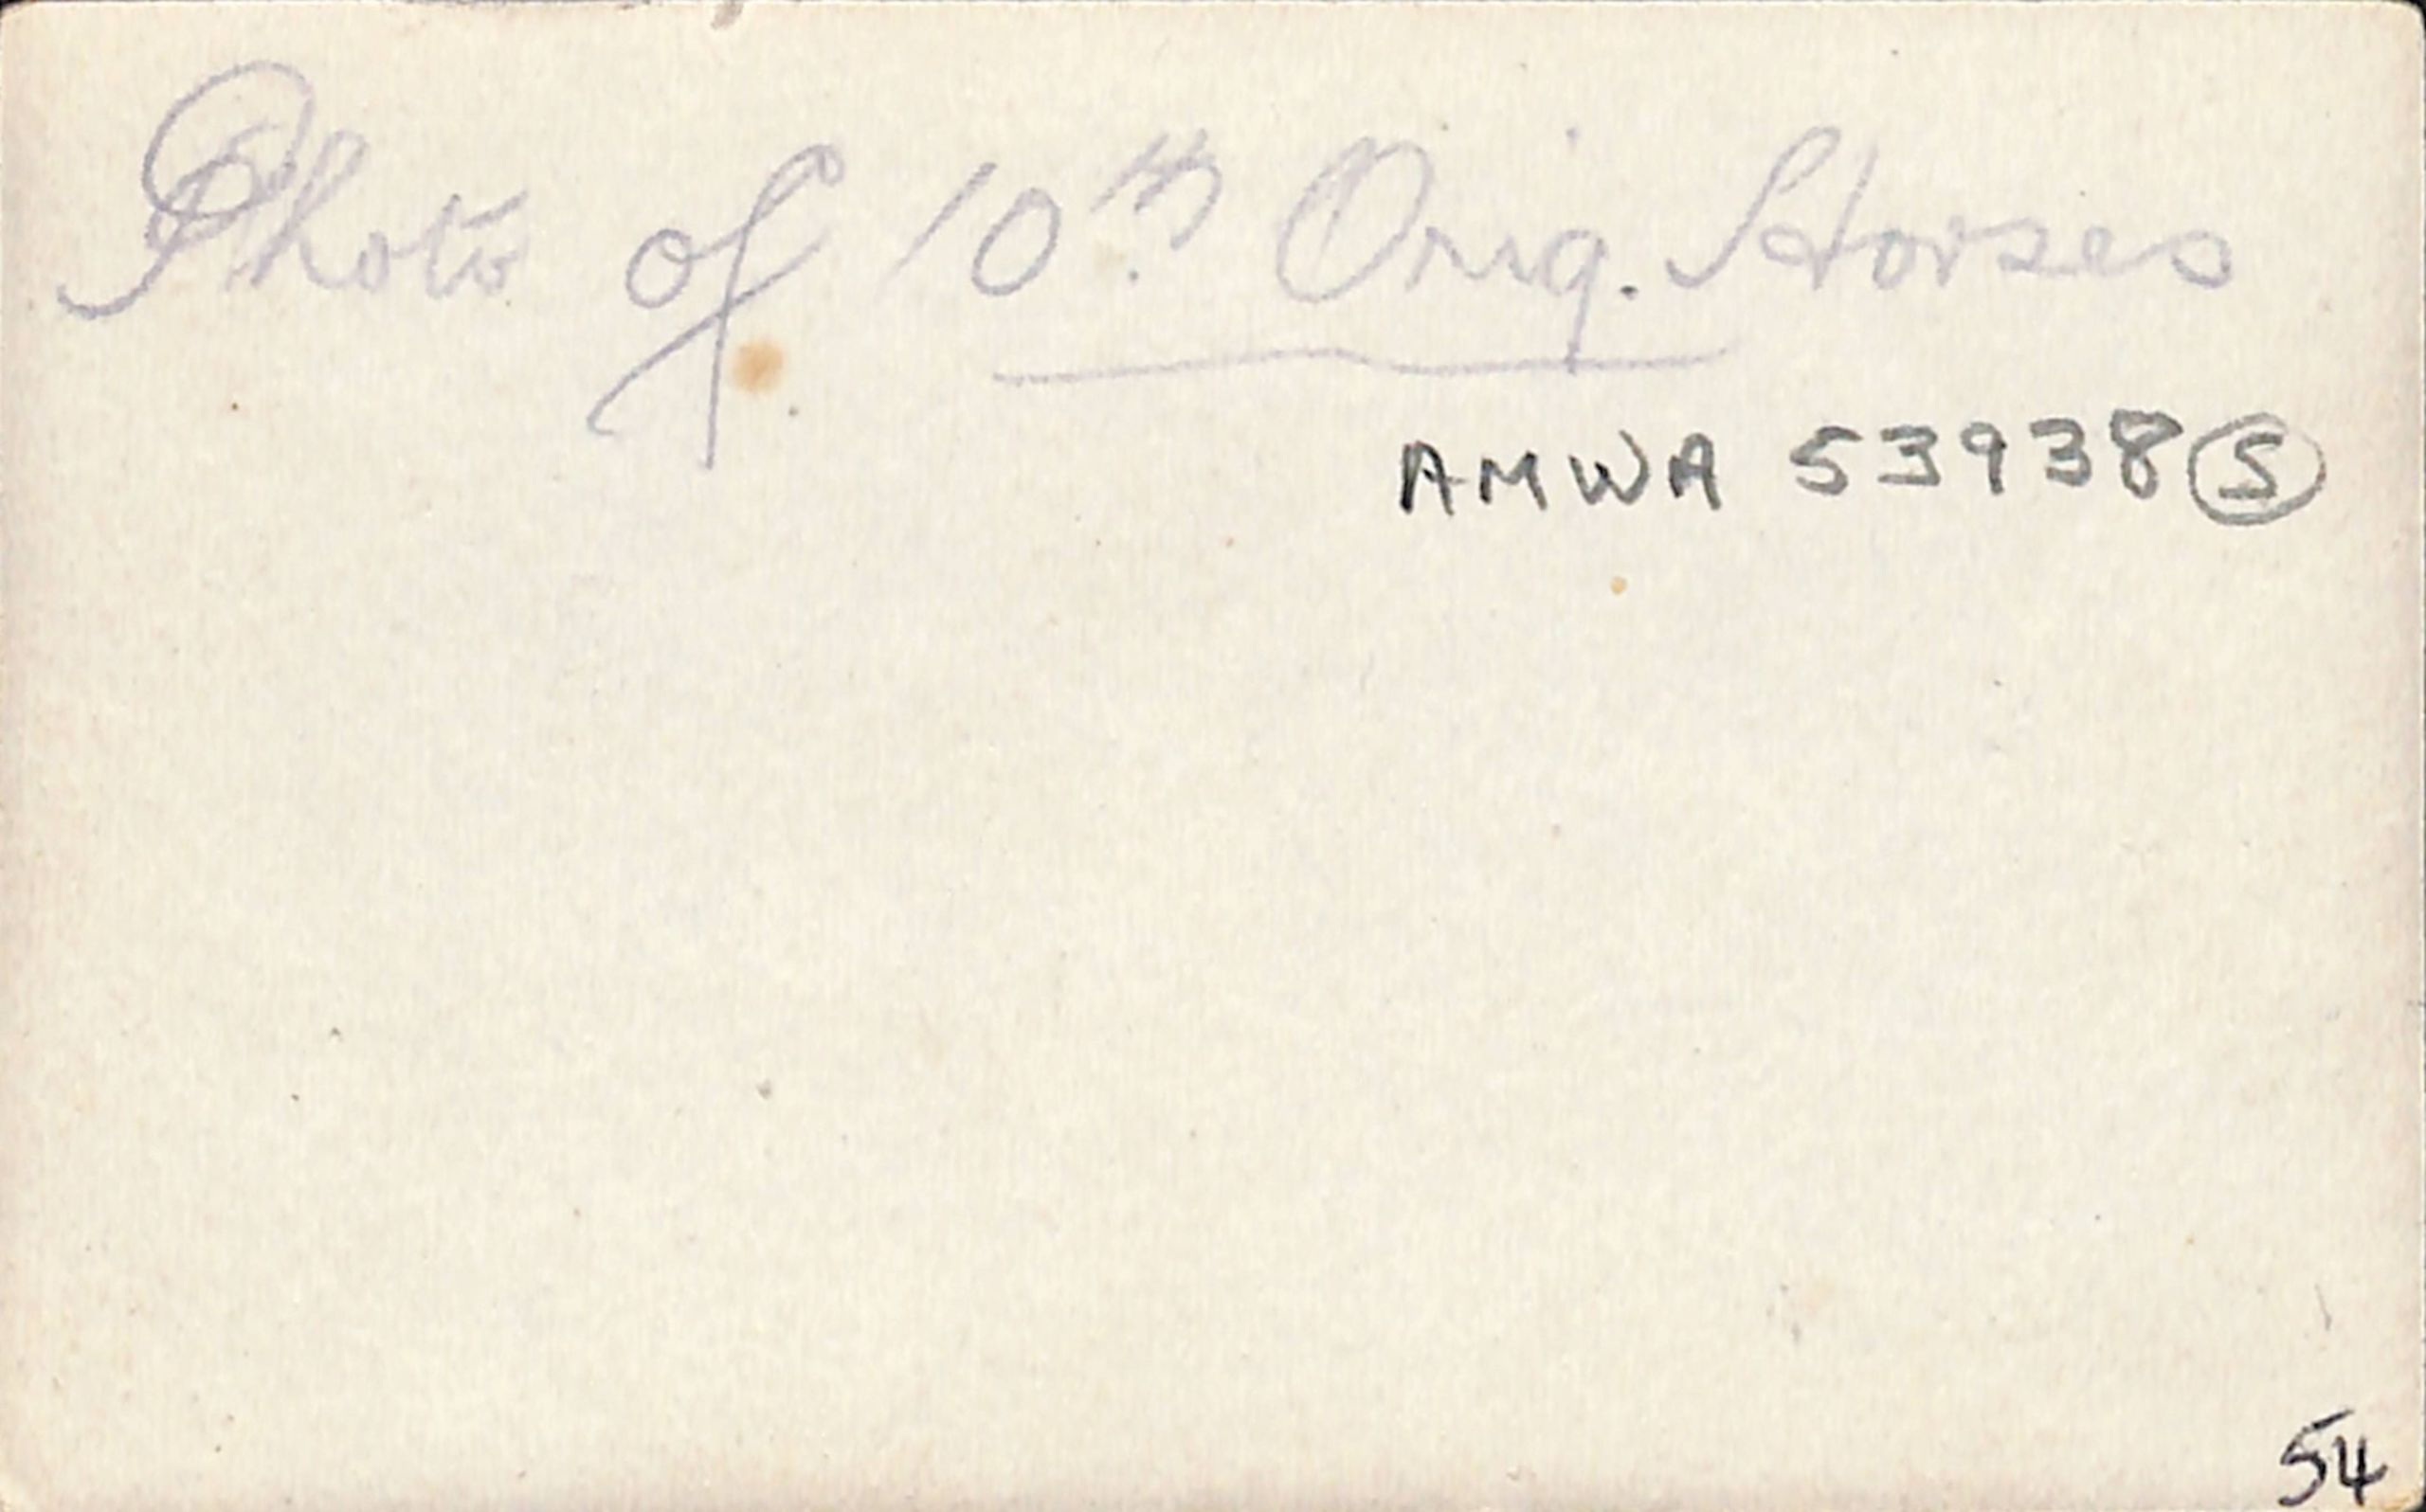 Photo of 10th Orig. Horses
AMWA 53938 S
54